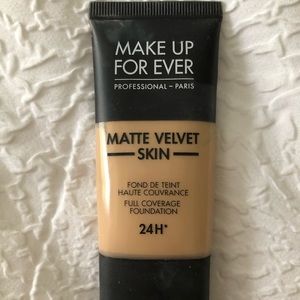 MAKE UP
FOR EVER
PROFESSIONAL – PARIS
MATTE VELVET
SKIN
FOND DE TEINT
HAUTE COUVRANCE
FULL COVERAGE
FOUNDATION
24H*